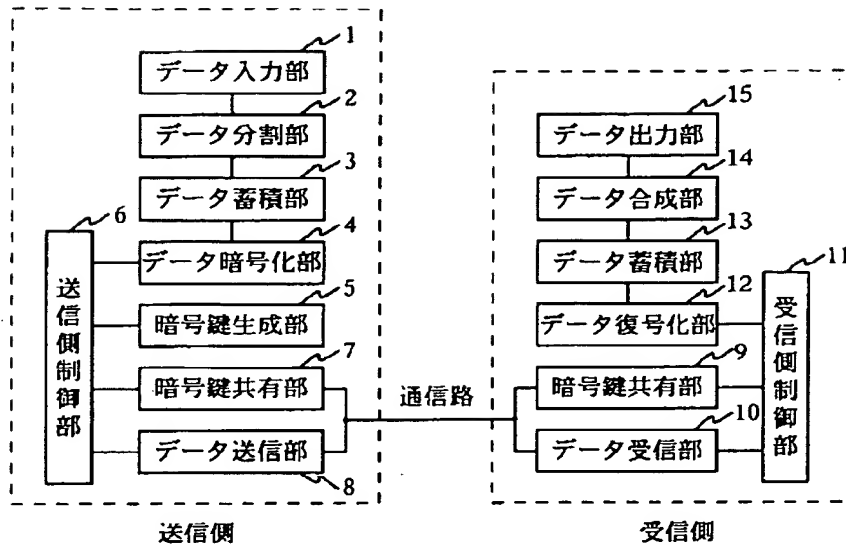 1
データ入力部
2
データ分割部
3
データ蓄積部
4
データ暗号化部
5
暗号鍵生成部
6
送信側制御部
7
暗号鍵共有部
データ送信部
8
送信側
通信路
15
データ出力部
14
データ合成部
13
データ蓄積部
12
データ復号化部
11
受信側制御部
9
暗号鍵共有部
10
データ受信部
受信側